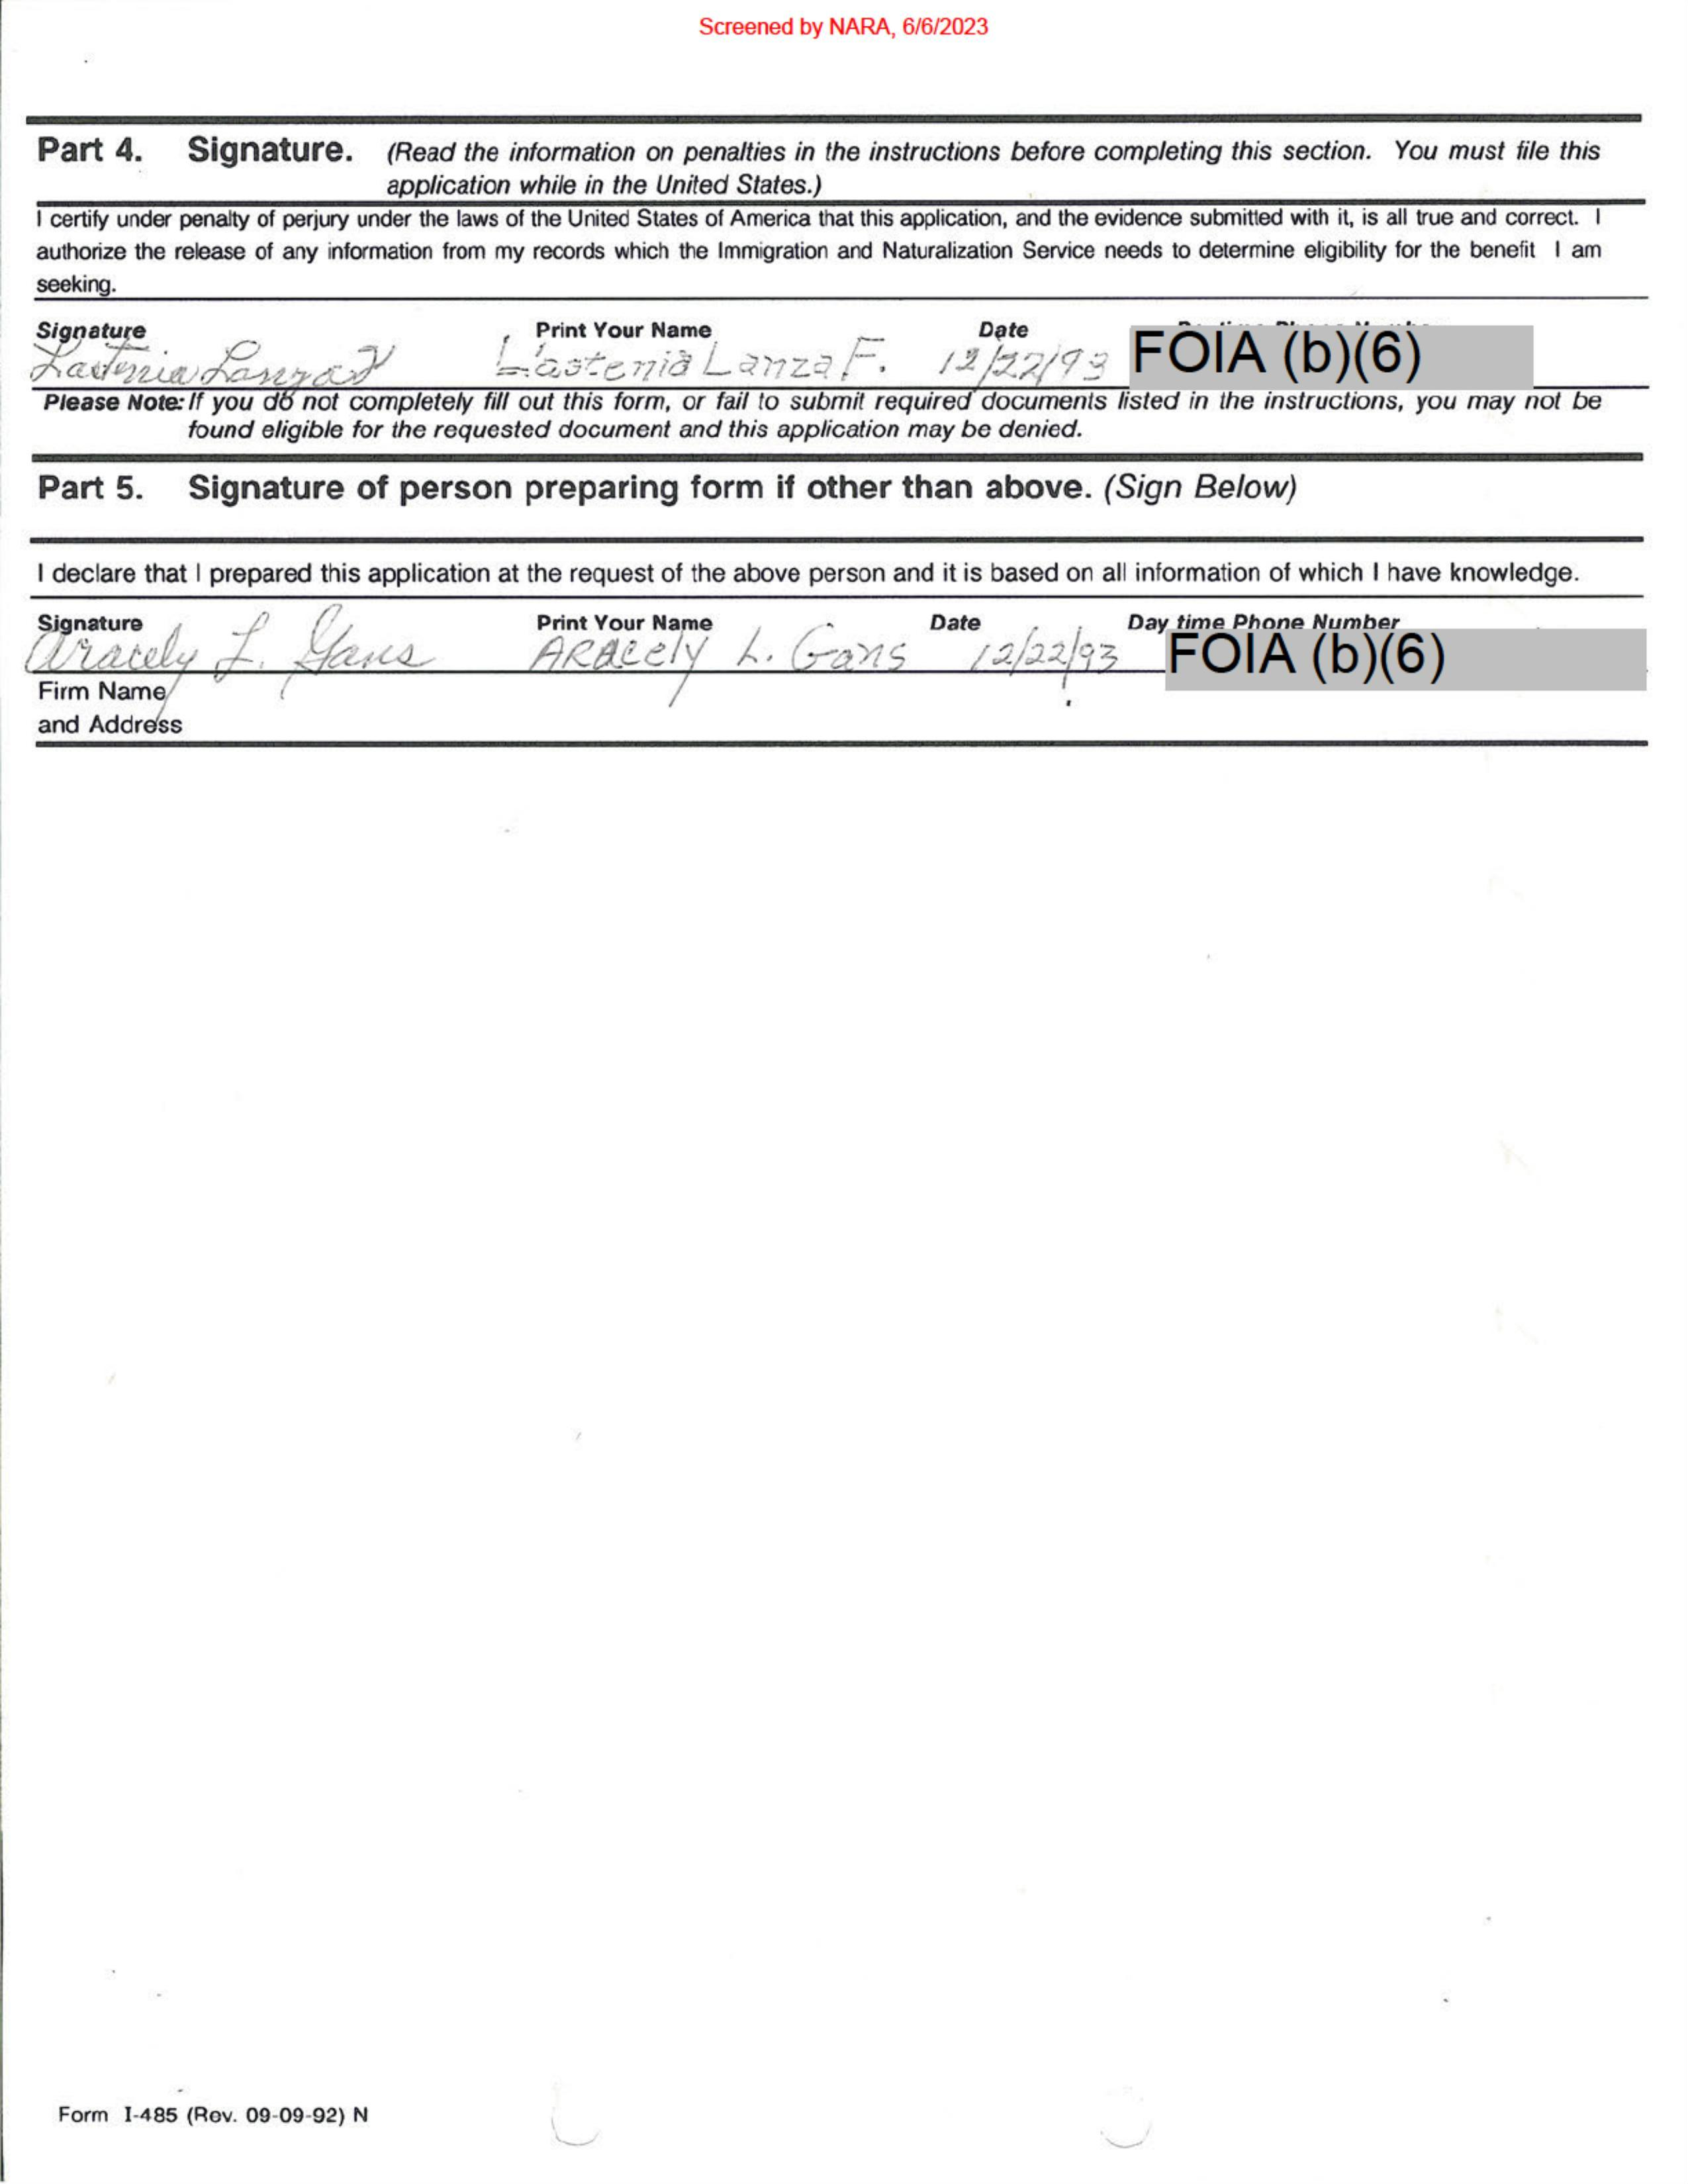 Screened by NARA, 6/6/2023
Part 4. Signature. (Read the information on penalties in the instructions before completing this section. You must file this
application while in the United States.)
I certify under penalty of perjury under the laws of the United States of America that this application, and the evidence submitted with it, is all true and correct. I
authorize the release of any information from my records which the Immigration and Naturalization Service needs to determine eligibility for the benefit I am
seeking.
Signature Print Your Name Date
Lastenia Lanza F Lastenia Lanza F. 12/22/93 FOIA (b)(6)
Please Note: If you do not completely fill out this form, or fail to submit required documents listed in the instructions, you may not be
found eligible for the requested document and this application may be denied.
Part 5. Signature of person preparing form if other than above. (Sign Below)
I declare that I prepared this application at the request of the above person and it is based on all information of which I have knowledge.
Signature Print Your Name Date Day time Phone Number
Aracely L. Gans ARacely L. Gans 12/22/93 FOIA (b)(6)
Firm Name
and Address
Form I-485 (Rev. 09-09-92) N